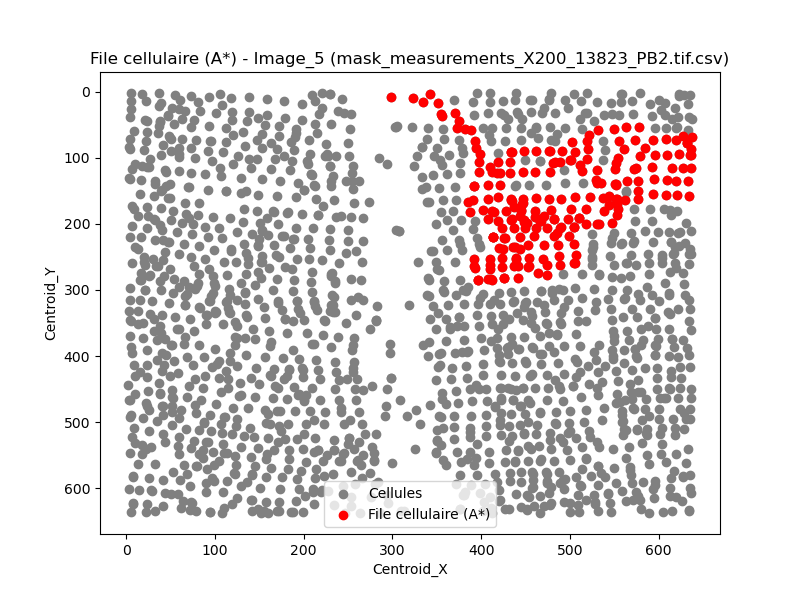 File cellulaire (A*) - Image_5 (mask_measurements_X200_13823_PB2.tif.csv)
0
100
200
300
400
500
600
Centroid_Y
Cellules
File cellulaire (A*)
0 100 200 300 400 500 600
Centroid_X